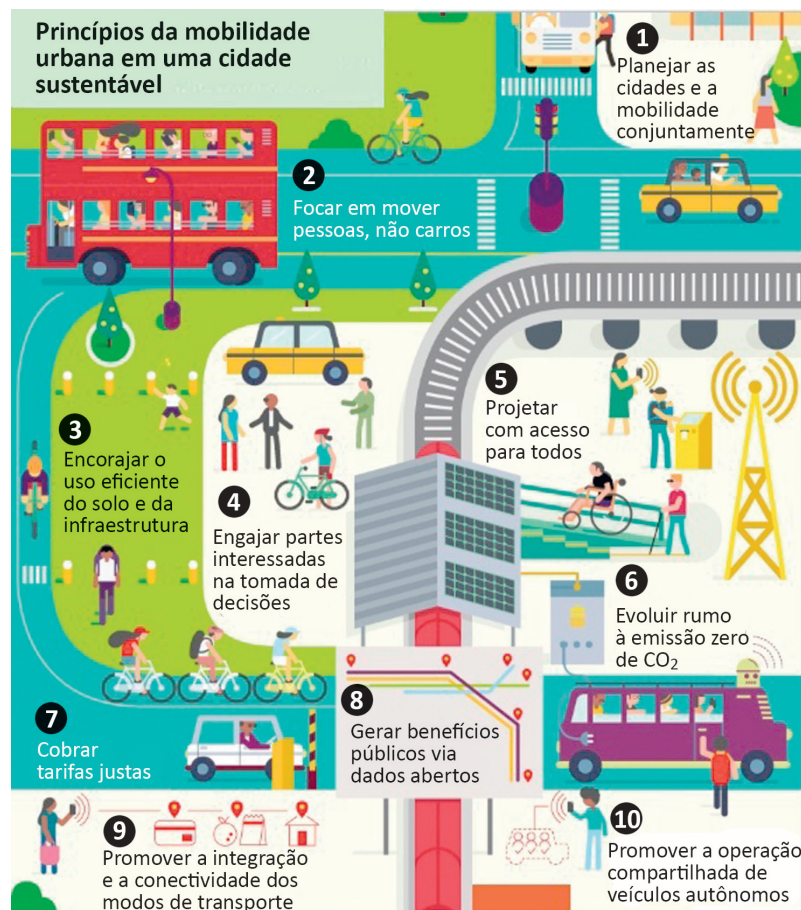 Princípios da mobilidade
urbana em uma cidade
sustentável
1
Planejar as
cidades e a
mobilidade
conjuntamente
2
Focar em mover
pessoas, não carros
3
Encorajar o
uso eficiente
do solo e da
infraestrutura
4
Engajar partes
interessadas
na tomada de
decisões
5
Projetar
com acesso
para todos
6
Evoluir rumo
à emissão zero
de CO₂
7
Cobrar
tarifas justas
8
Gerar benefícios
públicos via
dados abertos
9
Promover a integração
e a conectividade dos
modos de transporte
10
Promover a operação
compartilhada de
veículos autônomos